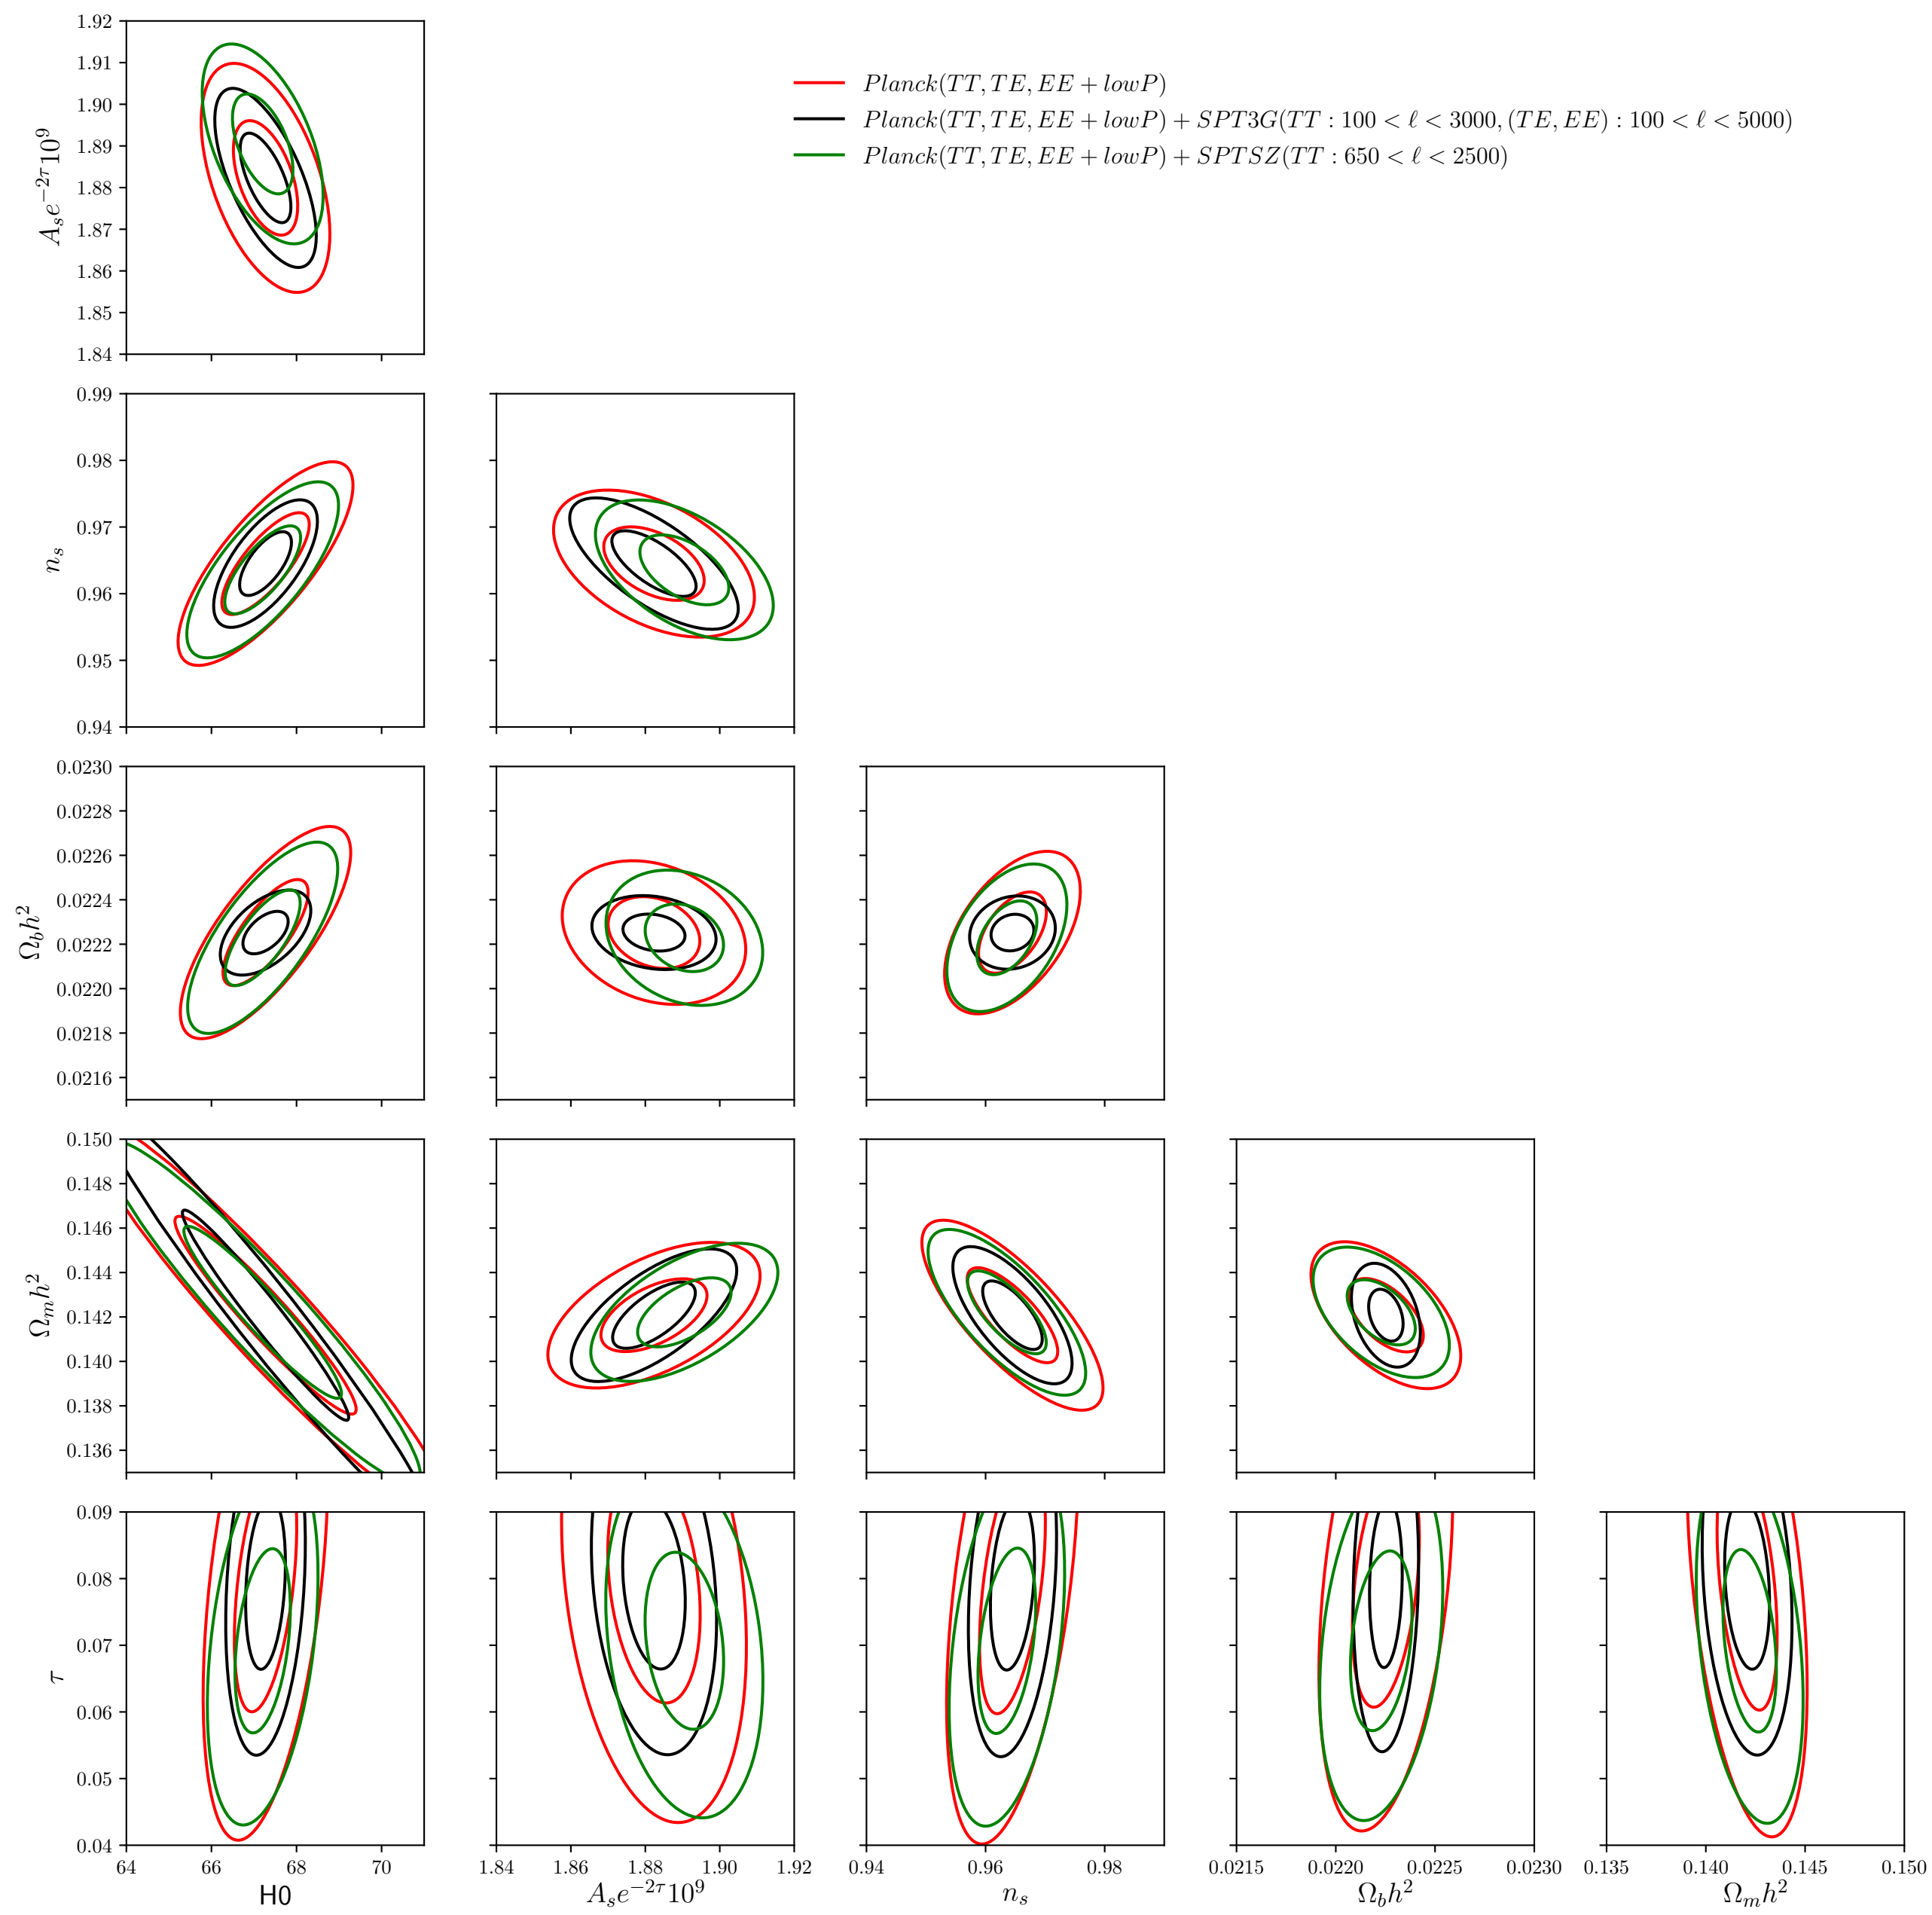 1.92
1.91
1.90
1.89
1.88
1.87
1.86
1.85
1.84
A_s e^{-2τ} 10^9
Planck(TT, TE, EE + lowP)
Planck(TT, TE, EE + lowP) + SPT3G(TT : 100 < ℓ < 3000, (TE, EE) : 100 < ℓ < 5000)
Planck(TT, TE, EE + lowP) + SPTSZ(TT : 650 < ℓ < 2500)
0.99
0.98
0.97
0.96
0.95
0.94
n_s
0.0230
0.0228
0.0226
0.0224
0.0222
0.0220
0.0218
0.0216
Ω_b h^2
0.150
0.148
0.146
0.144
0.142
0.140
0.138
0.136
Ω_m h^2
0.09
0.08
0.07
0.06
0.05
0.04
τ
64 66 68 70
1.84 1.86 1.88 1.90 1.92
0.94 0.96 0.98
0.0215 0.0220 0.0225 0.0230
0.135 0.140 0.145 0.150
H0
A_s e^{-2τ} 10^9
n_s
Ω_b h^2
Ω_m h^2